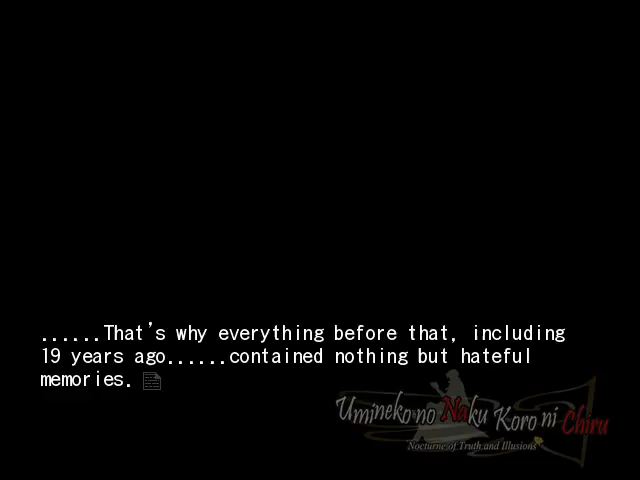 ......That's why everything before that, including
19 years ago......contained nothing but hateful
memories.
Umineko no Naku Koro ni Chiru
Nocturne of Truth and Illusions